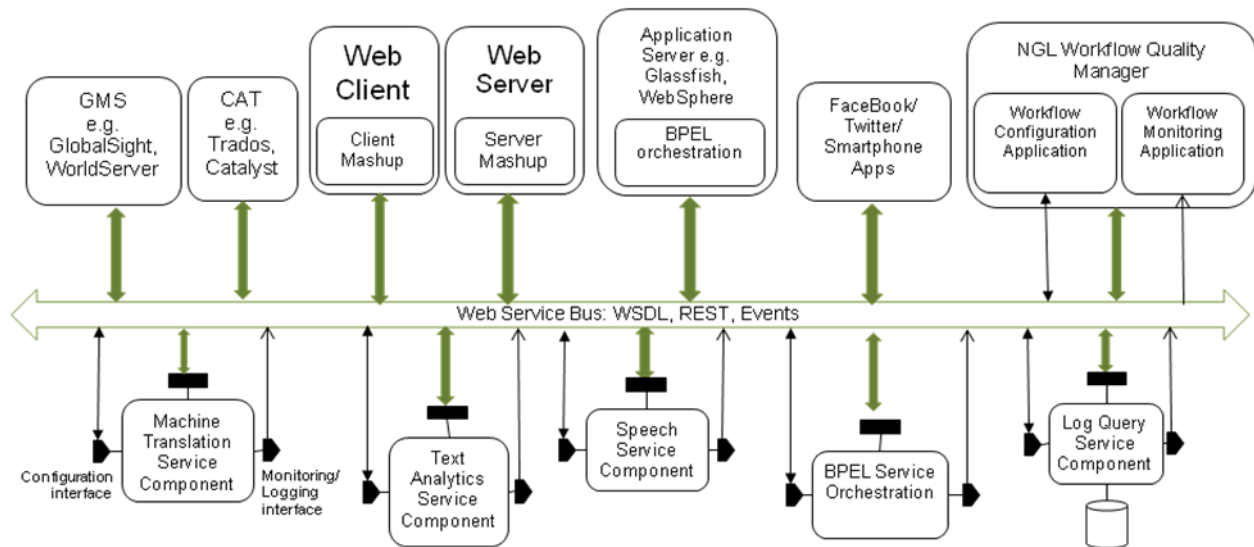 GMS
e.g.
GlobalSight,
WorldServer
CAT
e.g.
Trados,
Catalyst
Web
Client
Client
Mashup
Web
Server
Server
Mashup
Application
Server e.g.
Glassfish,
WebSphere
BPEL
orchestration
FaceBook/
Twitter/
Smartphone
Apps
NGL Workflow Quality
Manager
Workflow
Configuration
Application
Workflow
Monitoring
Application
Web Service Bus: WSDL, REST, Events
Machine
Translation
Service
Component
Configuration
interface
Monitoring/
Logging
interface
Text
Analytics
Service
Component
Speech
Service
Component
BPEL Service
Orchestration
Log Query
Service
Component